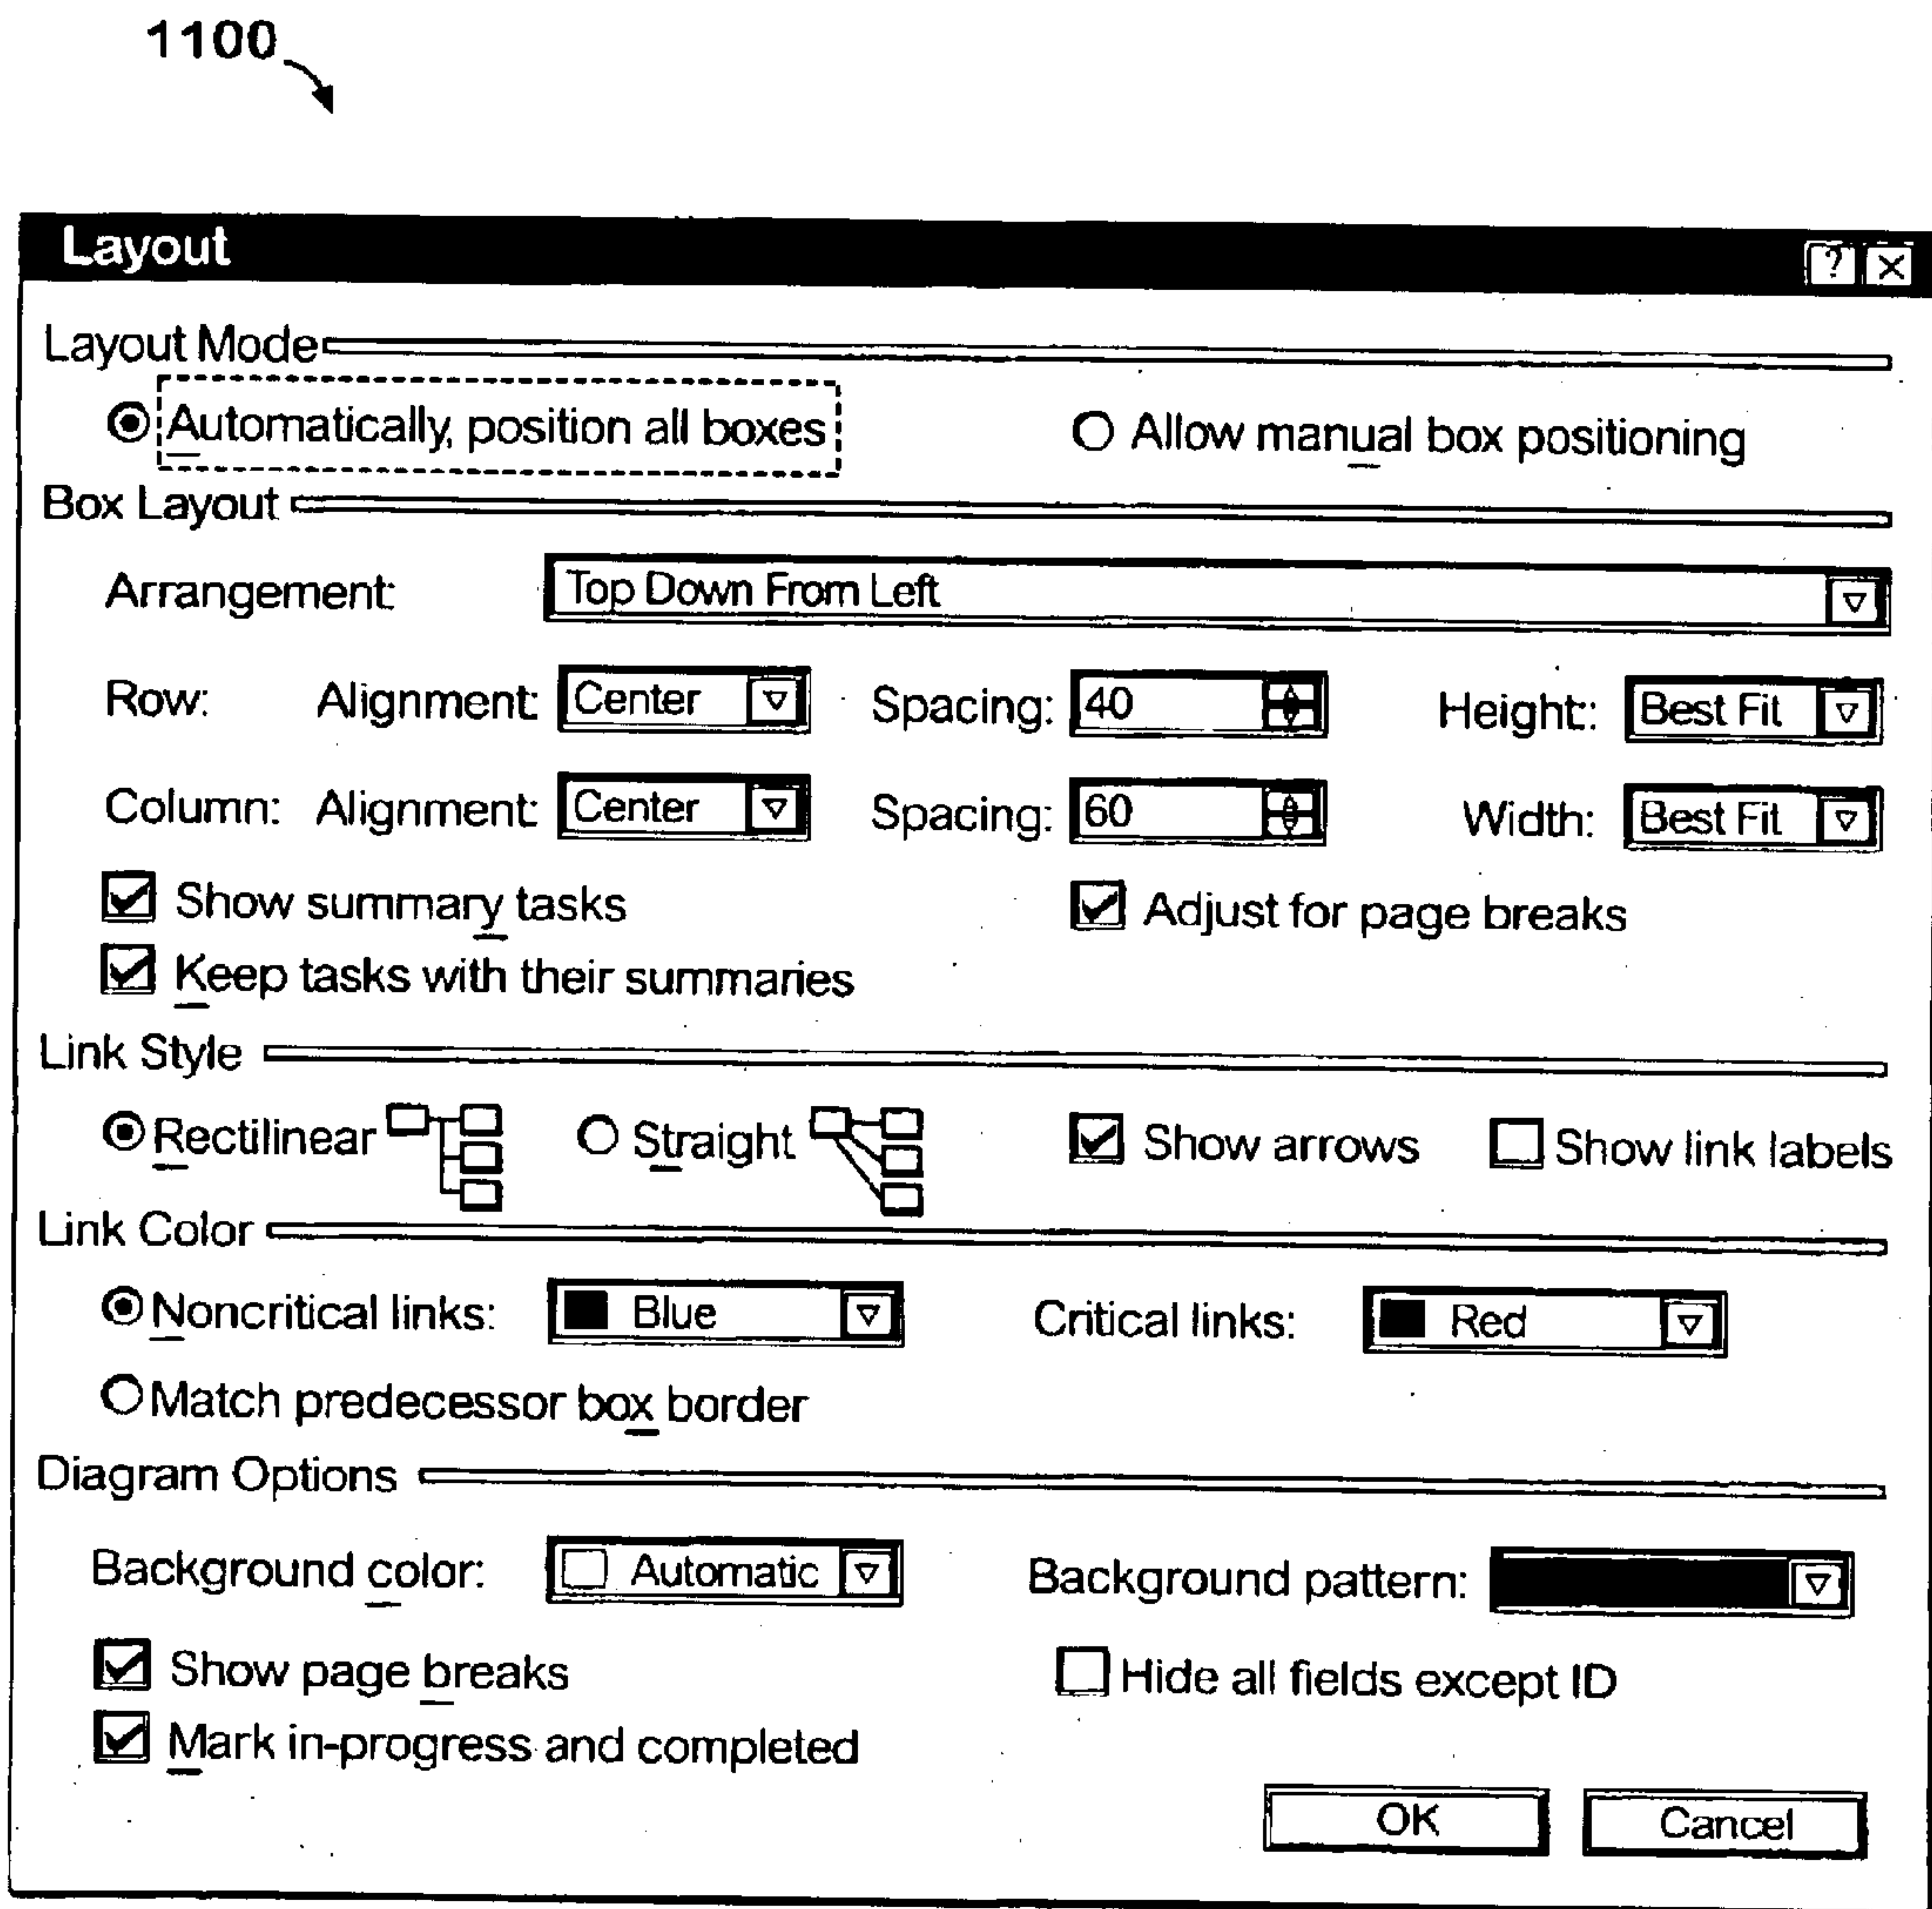 1100
Layout
? X
Layout Mode
Automatically, position all boxes
Allow manual box positioning
Box Layout
Arrangement: Top Down From Left
Row: Alignment: Center Spacing: 40 Height:: Best Fit
Column: Alignment: Center Spacing: 60 Width: Best Fit
Show summary tasks
Adjust for page breaks
Keep tasks with their summaries
Link Style
Rectilinear Straight Show arrows Show link labels
Link Color
Noncritical links: Blue Critical links: Red
Match predecessor box border
Diagram Options
Background color: Automatic Background pattern:
Show page breaks
Hide all fields except ID
Mark in-progress and completed
OK Cancel